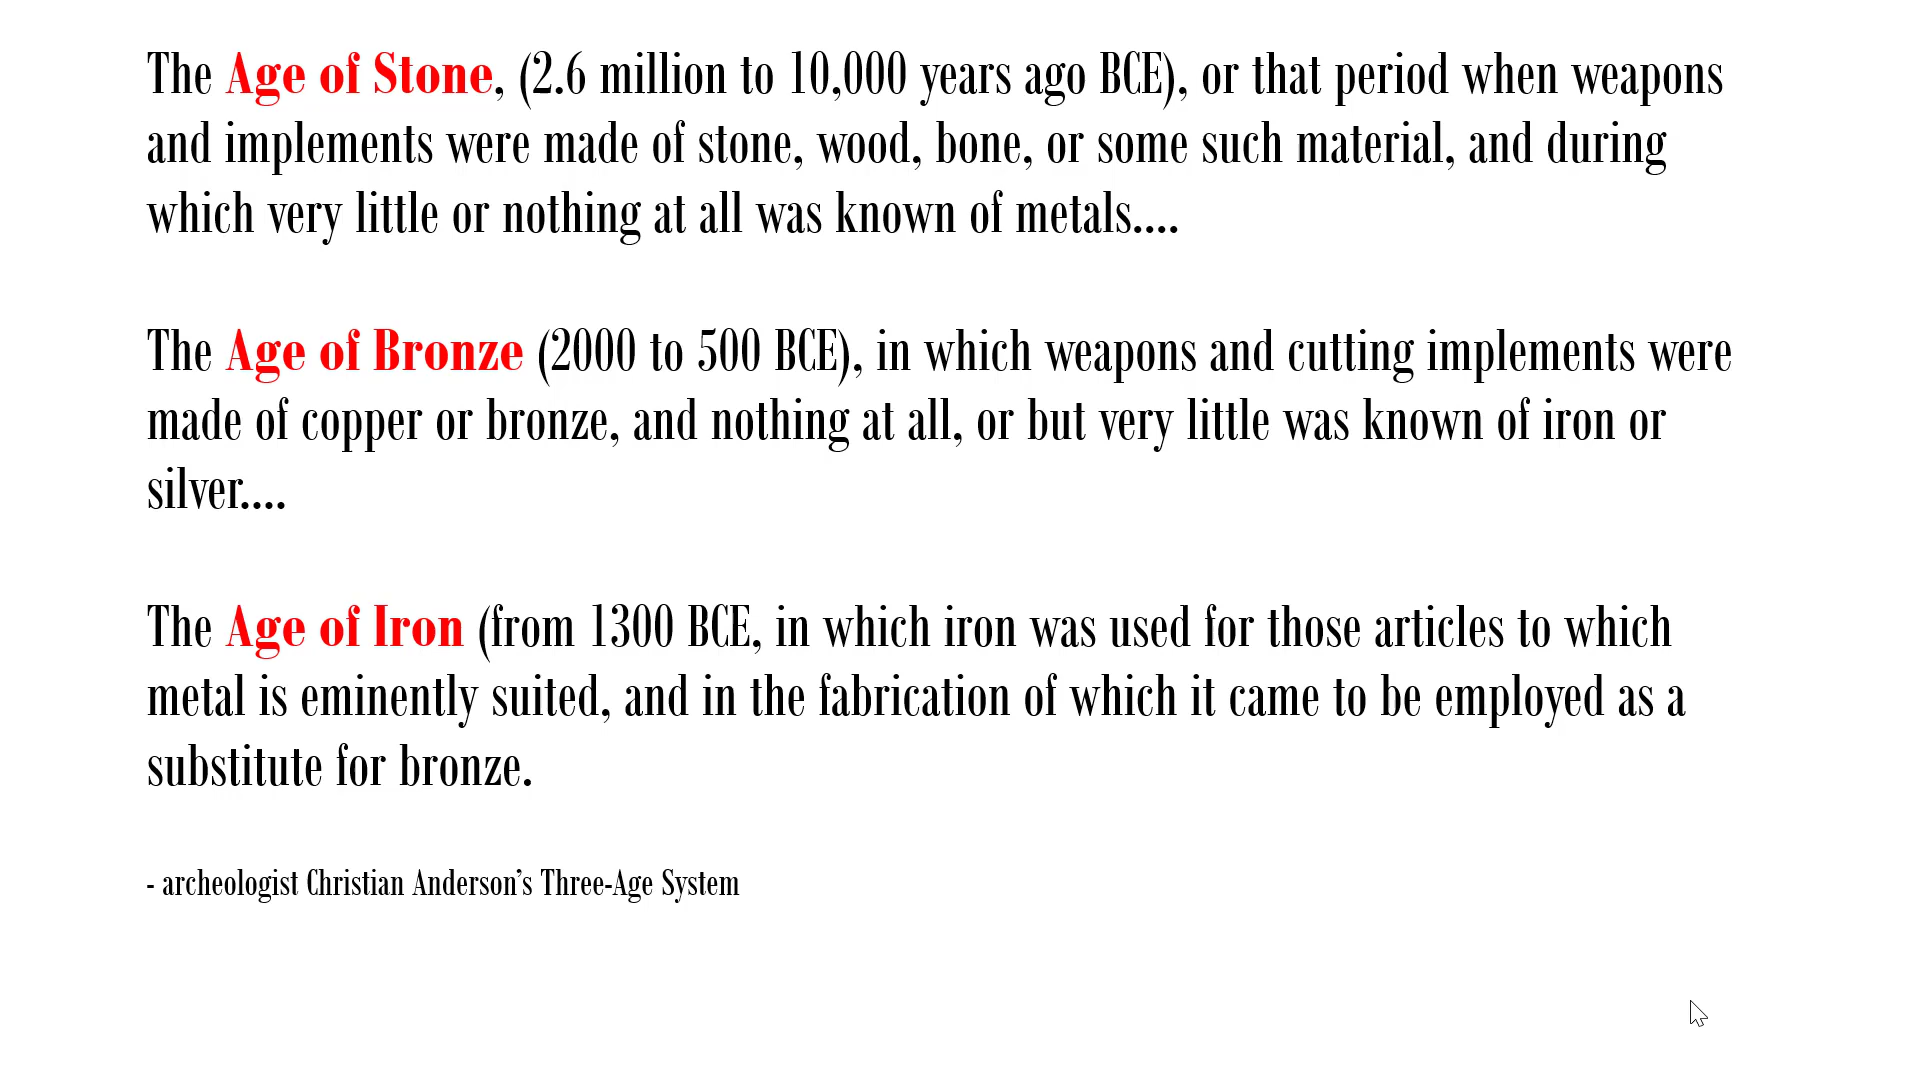 The Age of Stone, (2.6 million to 10,000 years ago BCE), or that period when weapons
and implements were made of stone, wood, bone, or some such material, and during
which very little or nothing at all was known of metals....
The Age of Bronze (2000 to 500 BCE), in which weapons and cutting implements were
made of copper or bronze, and nothing at all, or but very little was known of iron or
silver....
The Age of Iron (from 1300 BCE, in which iron was used for those articles to which
metal is eminently suited, and in the fabrication of which it came to be employed as a
substitute for bronze.
- archeologist Christian Anderson’s Three-Age System